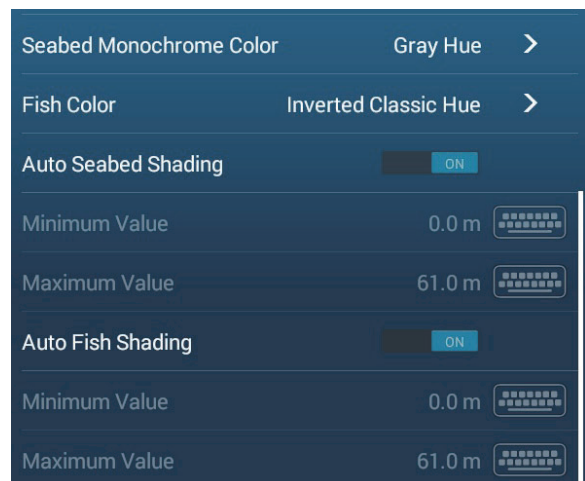 Seabed Monochrome Color Gray Hue >
Fish Color Inverted Classic Hue >
Auto Seabed Shading ON
Minimum Value 0.0 m
Maximum Value 61.0 m
Auto Fish Shading ON
Minimum Value 0.0 m
Maximum Value 61.0 m